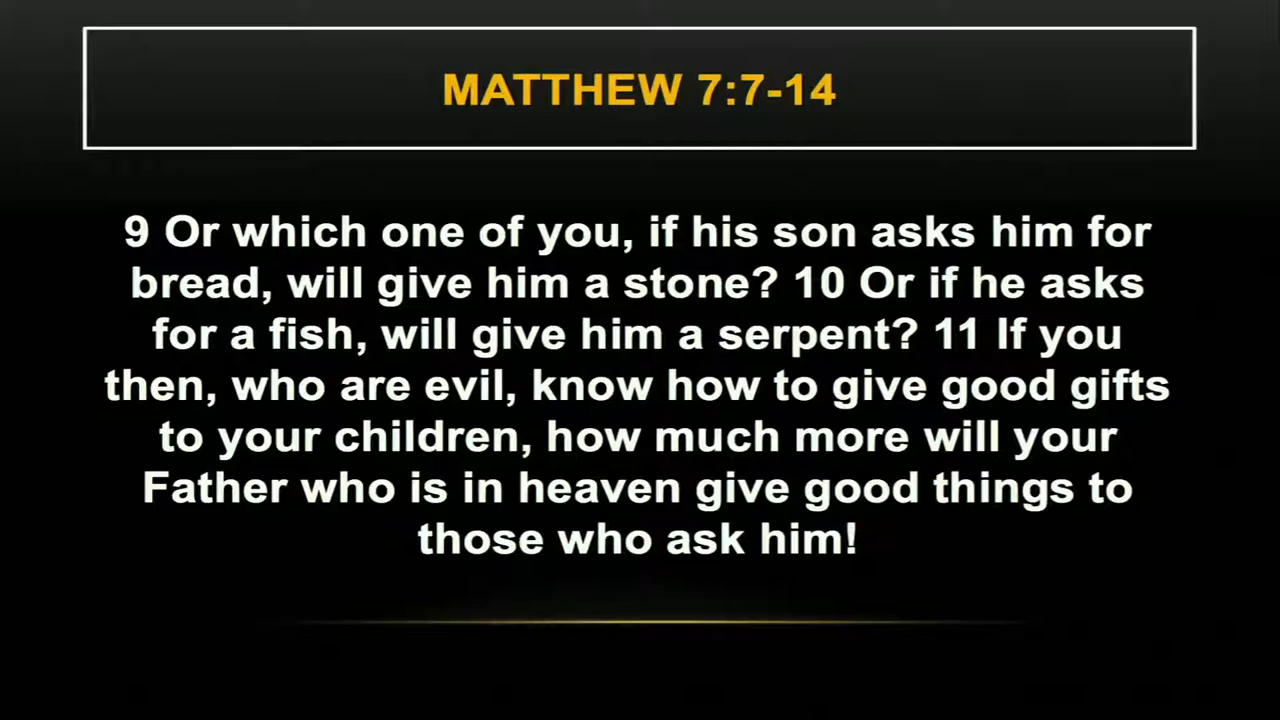 MATTHEW 7:7-14
9 Or which one of you, if his son asks him for
bread, will give him a stone? 10 Or if he asks
for a fish, will give him a serpent? 11 If you
then, who are evil, know how to give good gifts
to your children, how much more will your
Father who is in heaven give good things to
those who ask him!